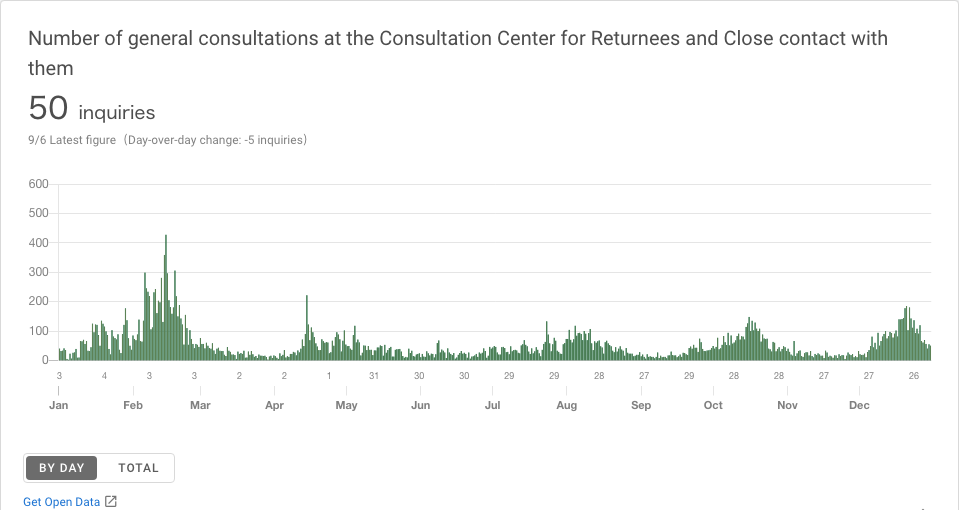 Number of general consultations at the Consultation Center for Returnees and Close contact with
them
50 inquiries
9/6 Latest figure (Day-over-day change: -5 inquiries)
600
500
400
300
200
100
0
3 4 3 3 2 2 1 31 30 30 29 29 28 27 29 28 28 27 27 26
Jan Feb Mar Apr May Jun Jul Aug Sep Oct Nov Dec
BY DAY TOTAL
Get Open Data